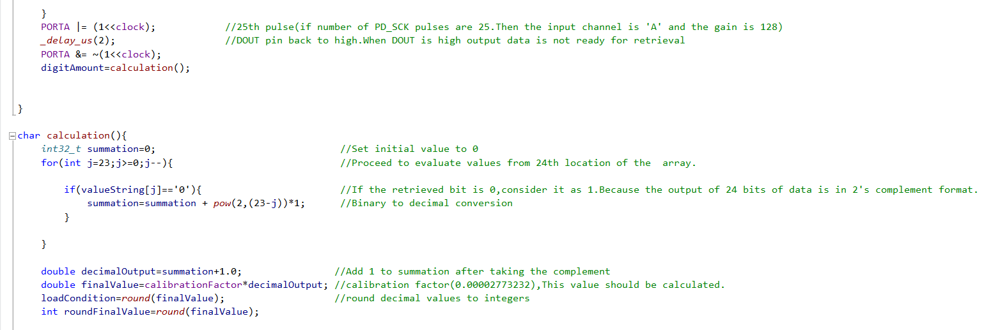 }
PORTA |= (1<<clock); //25th pulse(if number of PD_SCK pulses are 25.Then the input channel is 'A' and the gain is 128)
_delay_us(2); //DOUT pin back to high.When DOUT is high output data is not ready for retrieval
PORTA &= ~(1<<clock);
digitAmount=calculation();
}
char calculation(){
int32_t summation=0; //Set initial value to 0
for(int j=23;j>=0;j--){ //Proceed to evaluate values from 24th location of the  array.
if(valueString[j]=='0'){ //If the retrieved bit is 0,consider it as 1.Because the output of 24 bits of data is in 2's complement format.
summation=summation + pow(2,(23-j))*1; //Binary to decimal conversion
}
}
double decimalOutput=summation+1.0; //Add 1 to summation after taking the complement
double finalValue=calibrationFactor*decimalOutput; //calibration factor(0.00002773232),This value should be calculated.
loadCondition=round(finalValue); //round decimal values to integers
int roundFinalValue=round(finalValue);